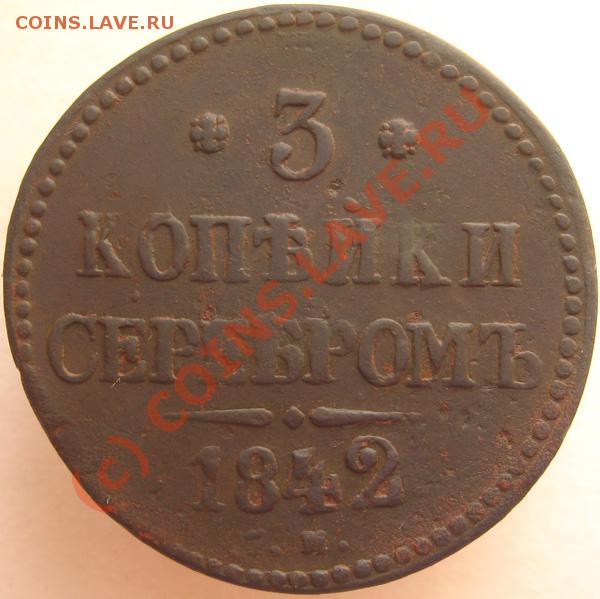 COINS.LAVE.RU
* 3 *
КОПѢЙКИ
СЕРЕБРОМЪ
1842
М.
(c) COINS.LAVE.RU